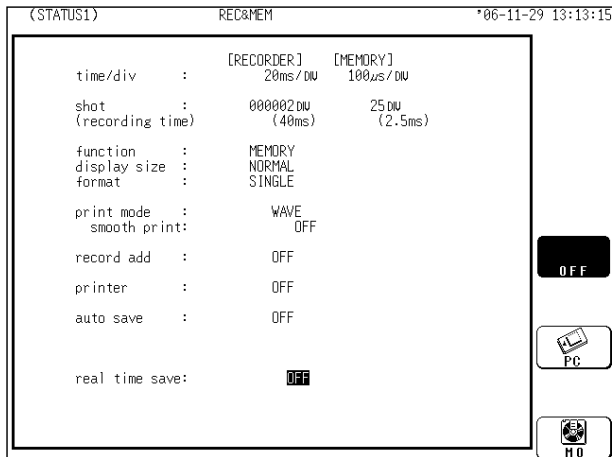 (STATUS1) REC&MEM '06-11-29 13:13:15
[RECORDER] [MEMORY]
time/div : 20ms/DIV 100µs/DIV
shot : 000002DIV 25DIV
(recording time) (40ms) (2.5ms)
function : MEMORY
display size : NORMAL
format : SINGLE
print mode : WAVE
smooth print: OFF
record add : OFF
OFF
printer : OFF
auto save : OFF
PC
real time save: OFF
MO